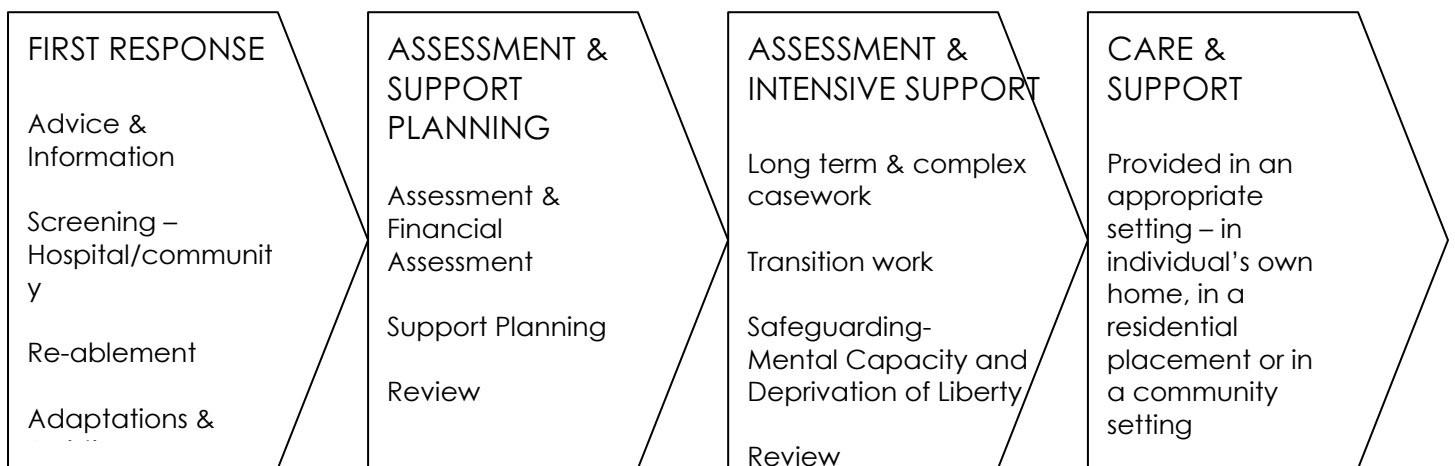 FIRST RESPONSE
Advice &
Information
Screening –
Hospital/communit
y
Re-ablement
Adaptations &
ASSESSMENT &
SUPPORT
PLANNING
Assessment &
Financial
Assessment
Support Planning
Review
ASSESSMENT &
INTENSIVE SUPPORT
Long term & complex
casework
Transition work
Safeguarding-
Mental Capacity and
Deprivation of Liberty
Review
CARE &
SUPPORT
Provided in an
appropriate
setting – in
individual’s own
home, in a
residential
placement or in
a community
setting